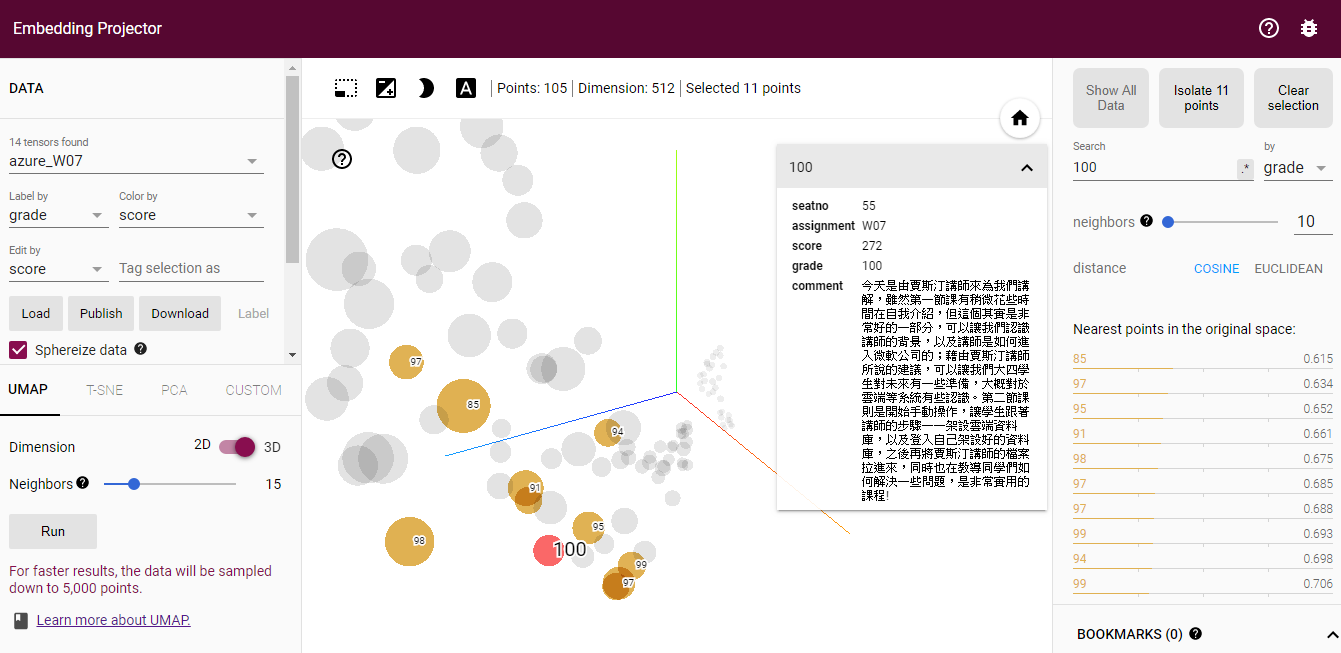 Embedding Projector
DATA
14 tensors found
azure_W07
Label by
Color by
grade
score
Edit by
score
Tag selection as
Load
Publish
Download
Label
Sphereize data
UMAP
T-SNE
PCA
CUSTOM
Dimension
2D
3D
Neighbors
15
Run
For faster results, the data will be sampled
down to 5,000 points.
Learn more about UMAP.
A
Points: 105
Dimension: 512
Selected 11 points
97
85
94
91
95
98
100
99
97
100
seatno 55
assignment W07
score 272
grade 100
comment 今天是由賈斯汀講師來為我們講
解，雖然第一節課有稍微花些時
間在自我介紹，但這個其實是非
常好的一部分，可以讓我們認識
講師的背景，以及講師是如何進
入微軟公司的；藉由賈斯汀講師
所說的建議，可以讓我們大四學
生對未來有一些準備，大概對於
雲端等系統有些認識。第二節課
則是開始手動操作，讓學生跟著
講師的步驟一一架設雲端資料
庫，以及登入自己架設好的資料
庫，之後再將賈斯汀講師的檔案
拉進來，同時也在教導同學們如
何解決一些問題，是非常實用的
課程!
Show All
Data
Isolate 11
points
Clear
selection
Search
by
100
.*
grade
neighbors
10
distance
COSINE
EUCLIDEAN
Nearest points in the original space:
85 0.615
97 0.634
95 0.652
91 0.661
98 0.675
97 0.685
97 0.688
99 0.693
94 0.698
99 0.706
BOOKMARKS (0)